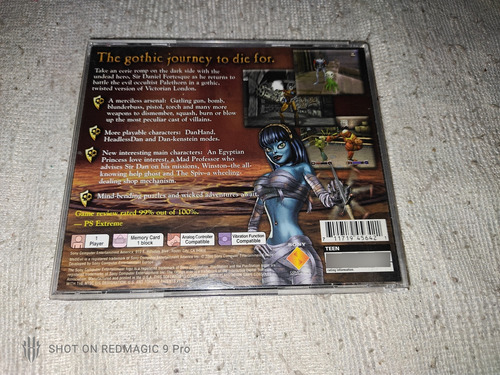 The gothic journey to die for.
Take an eerie romp on the dark side with the
undead hero, Sir Daniel Fortesque as he returns to
battle the evil occultist Palethorn in a gothic,
twisted version of Victorian London.
A merciless arsenal: Gatling gun, bomb,
blunderbuss, pistol, torch and many more
weapons to dismember, squash, burn or blow
up the most peculiar cast of villains.
More playable characters: DanHand,
HeadlessDan and Dan-kenstein modes.
New interesting main characters: An Egyptian
Princess love interest, a Mad Professor who
advises Sir Dan on his missions, Winston-the all-
knowing help ghost and The Spiv-a wheeling-
dealing shop mechanism.
Mind-bending puzzles and wicked adventures await.
Game review rated 99% out of 100%.
— PS Extreme
1
Player
Memory Card
1 block
Analog Controller
Compatible
Vibration Function
Compatible
SONY
7 11719 45642
TEEN
SHOT ON REDMAGIC 9 Pro